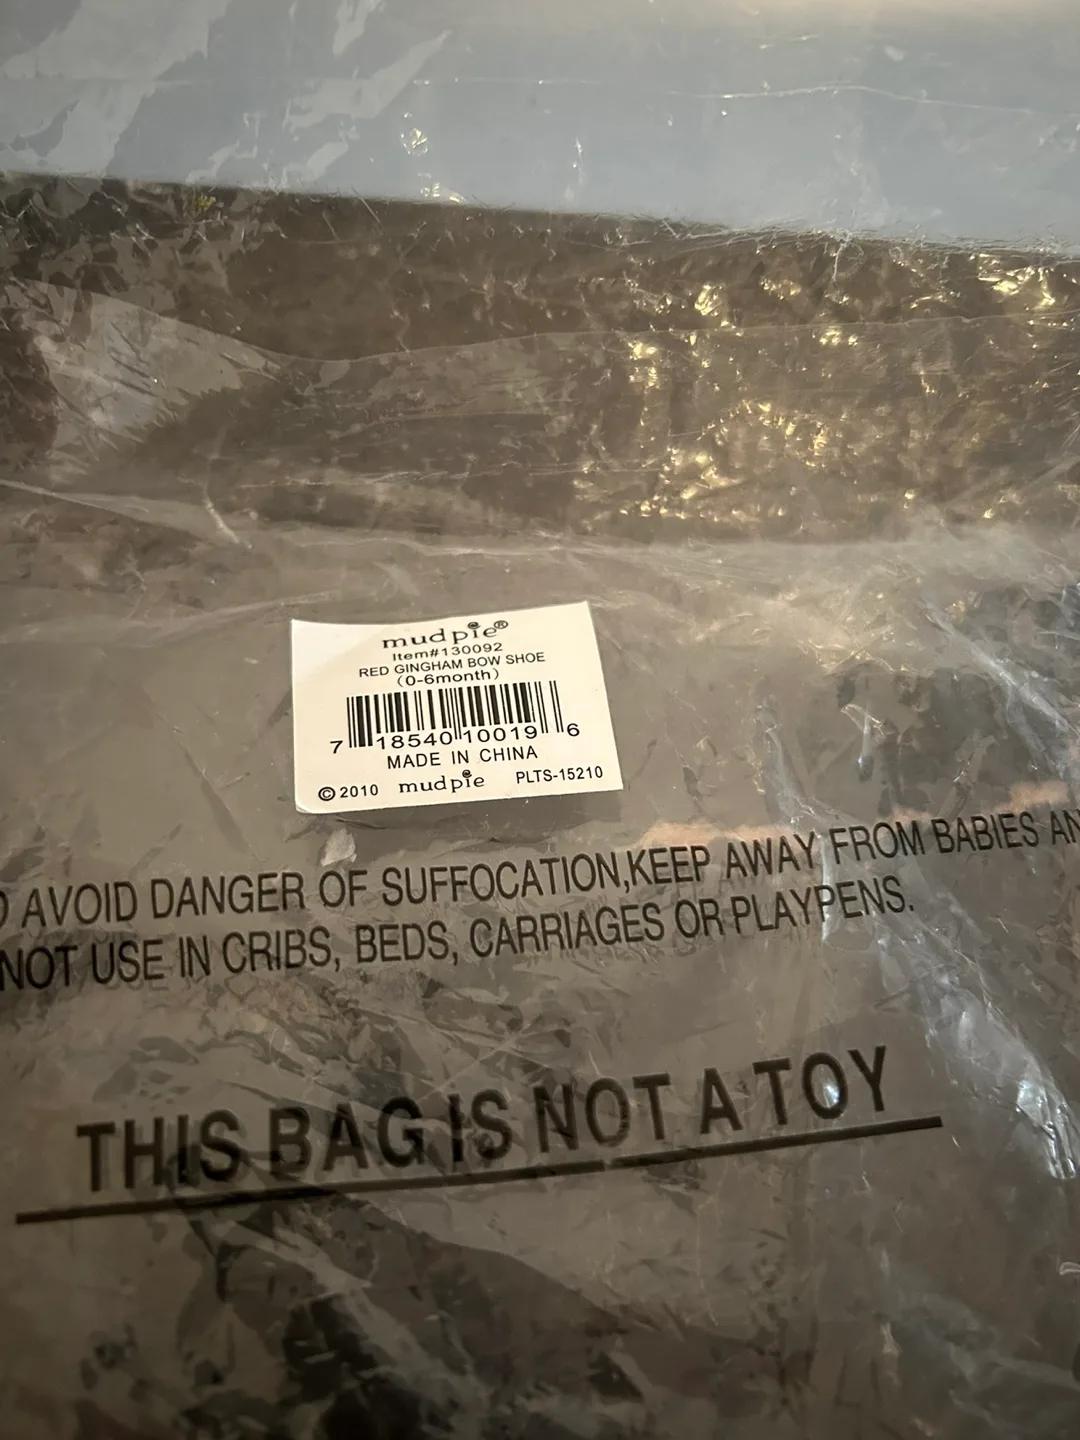 mudpie®
Item#130092
RED GINGHAM BOW SHOE
(0-6month)
7 18540 10019 6
MADE IN CHINA
© 2010 mudpie PLTS-15210
AVOID DANGER OF SUFFOCATION,KEEP AWAY FROM BABIES
NOT USE IN CRIBS, BEDS, CARRIAGES OR PLAYPENS.
THIS BAG IS NOT A TOY